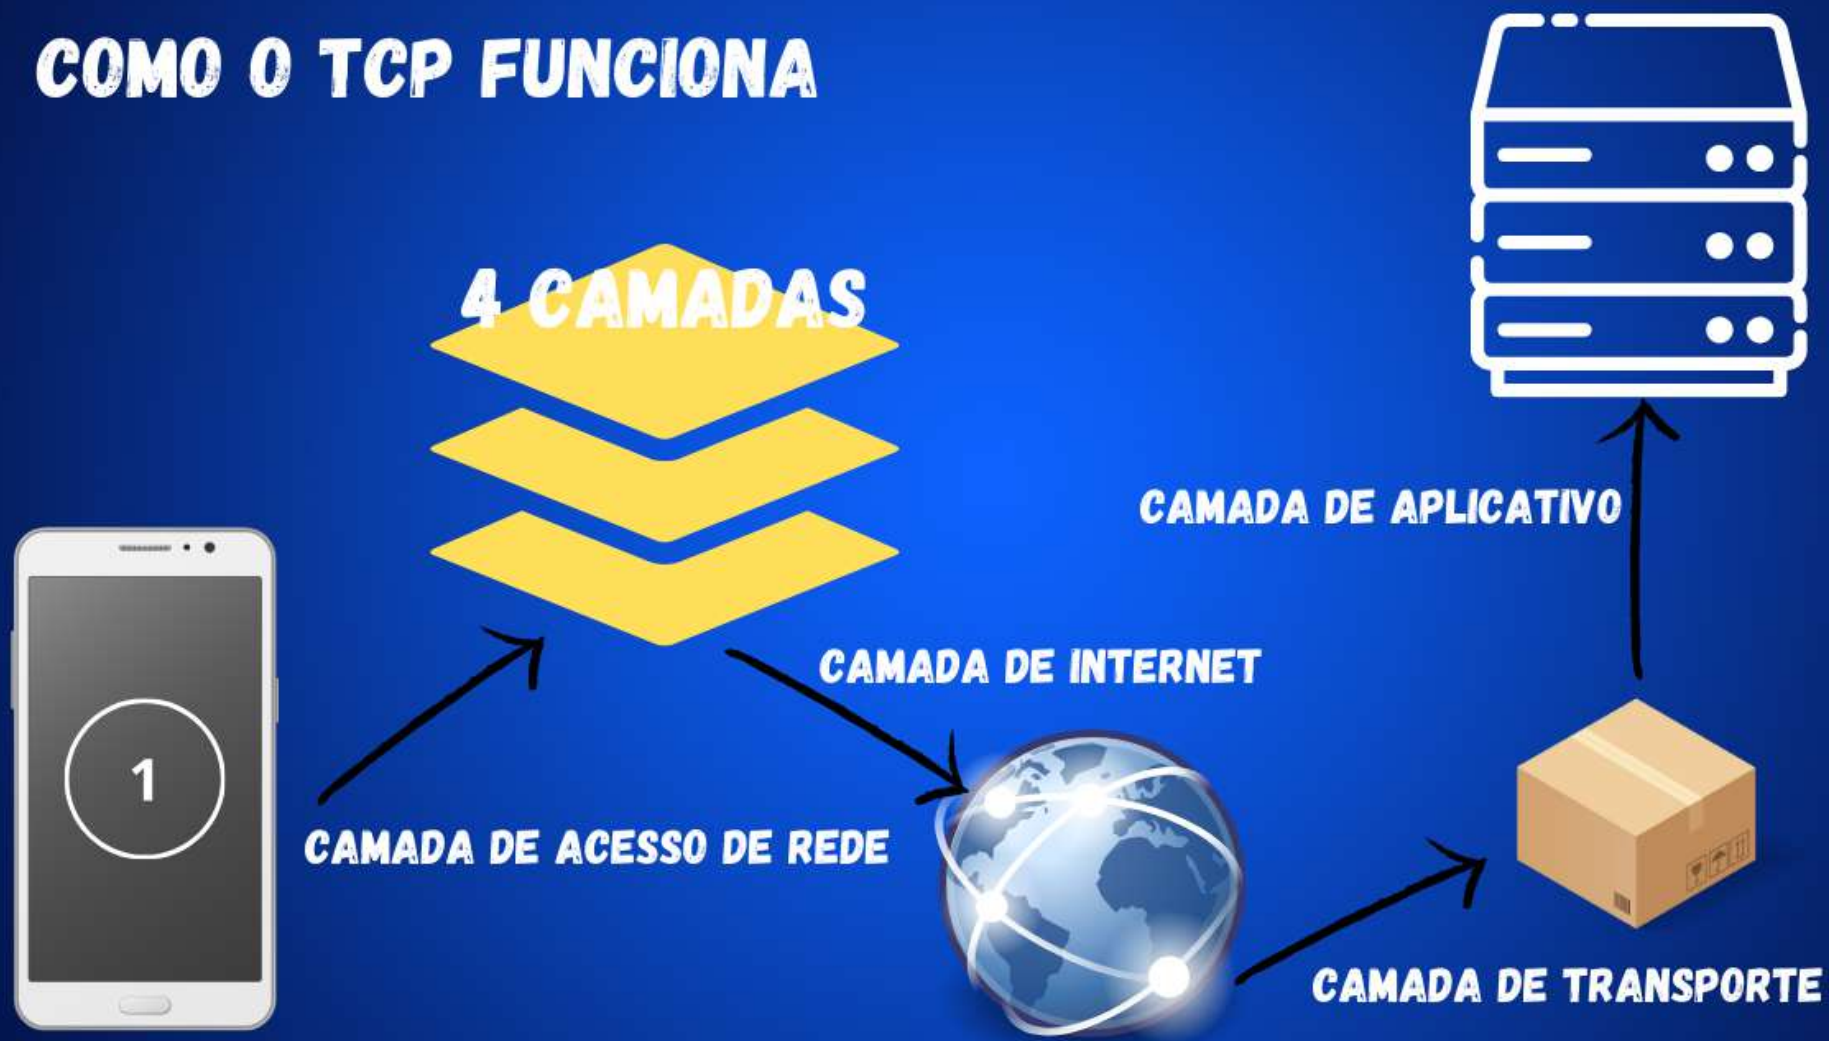 COMO O TCP FUNCIONA
4 CAMADAS
CAMADA DE APLICATIVO
CAMADA DE INTERNET
1
CAMADA DE ACESSO DE REDE
CAMADA DE TRANSPORTE